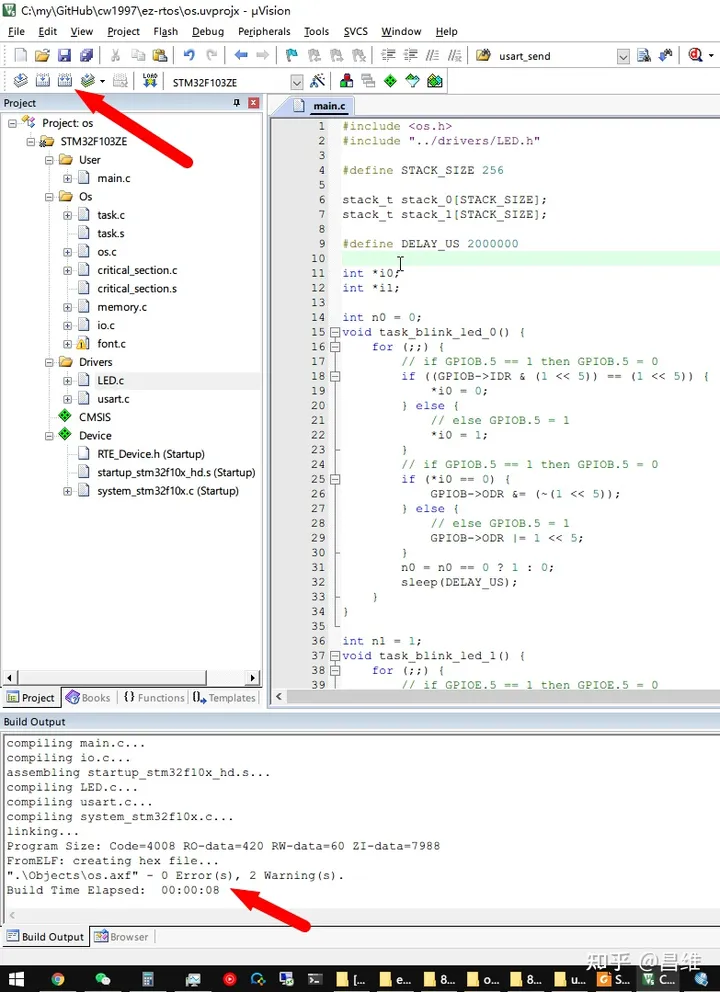 C:\my\GitHub\cw1997\ez-rtos\os.uvprojx - µVision
File Edit View Project Flash Debug Peripherals Tools SVCS Window Help
usart_send
LOAD STM32F103ZE
Project
main.c
Project: os
STM32F103ZE
User
main.c
Os
task.c
task.s
os.c
critical_section.c
critical_section.s
memory.c
io.c
font.c
Drivers
LED.c
usart.c
CMSIS
Device
RTE_Device.h (Startup)
startup_stm32f10x_hd.s (Startup)
system_stm32f10x.c (Startup)
1 #include <os.h>
2 #include "../drivers/LED.h"
3
4 #define STACK_SIZE 256
5
6 stack_t stack_0[STACK_SIZE];
7 stack_t stack_1[STACK_SIZE];
8
9 #define DELAY_US 2000000
10
11 int *i0;
12 int *i1;
13
14 int n0 = 0;
15 void task_blink_led_0() {
16 for (;;) {
17 // if GPIOB.5 == 1 then GPIOB.5 = 0
18 if ((GPIOB->IDR & (1 << 5)) == (1 << 5)) {
19 *i0 = 0;
20 } else {
21 // else GPIOB.5 = 1
22 *i0 = 1;
23 }
24 // if GPIOB.5 == 1 then GPIOB.5 = 0
25 if (*i0 == 0) {
26 GPIOB->ODR &= (~(1 << 5));
27 } else {
28 // else GPIOB.5 = 1
29 GPIOB->ODR |= 1 << 5;
30 }
31 n0 = n0 == 0 ? 1 : 0;
32 sleep(DELAY_US);
33 }
34 }
35
36 int n1 = 1;
37 void task_blink_led_1() {
38 for (;;) {
39 // if GPIOE.5 == 1 then GPIOE.5 = 0
Project Books {} Functions Templates
Build Output
compiling main.c...
compiling io.c...
assembling startup_stm32f10x_hd.s...
compiling LED.c...
compiling usart.c...
compiling system_stm32f10x.c...
linking...
Program Size: Code=4008 RO-data=420 RW-data=60 ZI-data=7988
FromELF: creating hex file...
".\Objects\os.axf" - 0 Error(s), 2 Warning(s).
Build Time Elapsed: 00:00:08
Build Output Browser
知乎 @昌维
[... e... 8... o... 8... u... S... C...